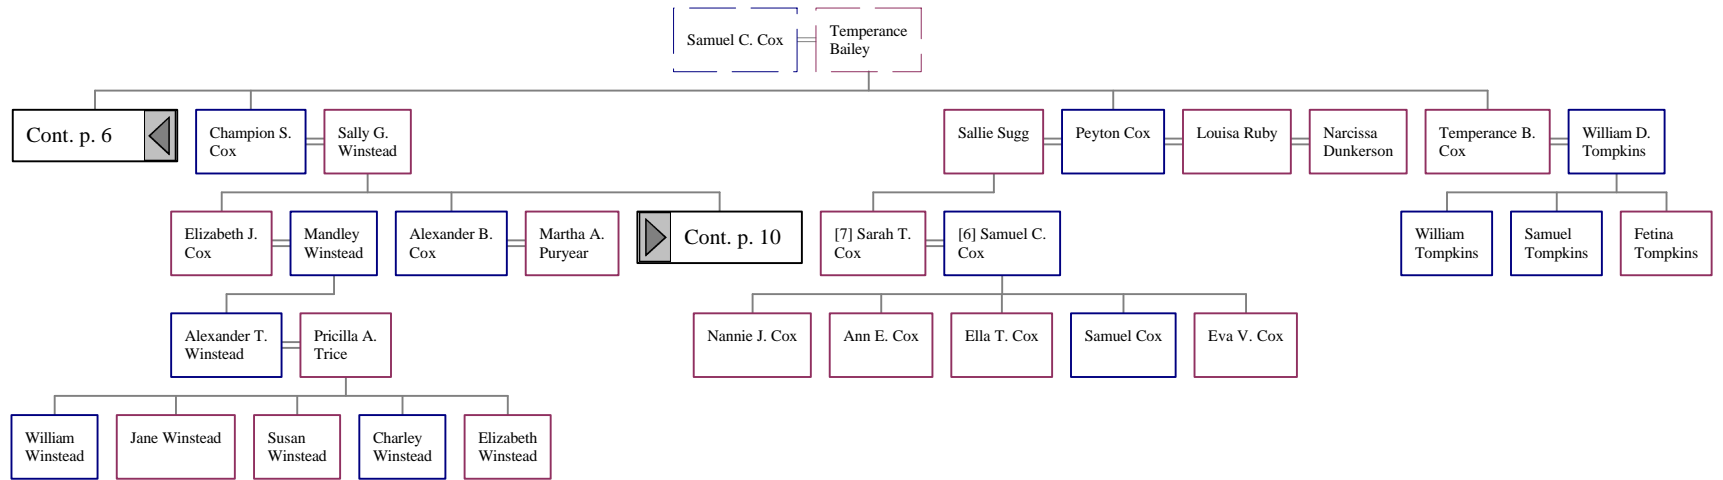 Samuel C. Cox
Temperance
Bailey
Cont. p. 6
Champion S.
Cox
Sally G.
Winstead
Sallie Sugg
Peyton Cox
Louisa Ruby
Narcissa
Dunkerson
Temperance B.
Cox
William D.
Tompkins
Elizabeth J.
Cox
Mandley
Winstead
Alexander B.
Cox
Martha A.
Puryear
Cont. p. 10
[7] Sarah T.
Cox
[6] Samuel C.
Cox
William
Tompkins
Samuel
Tompkins
Fetina
Tompkins
Alexander T.
Winstead
Pricilla A.
Trice
Nannie J. Cox
Ann E. Cox
Ella T. Cox
Samuel Cox
Eva V. Cox
William
Winstead
Jane Winstead
Susan
Winstead
Charley
Winstead
Elizabeth
Winstead